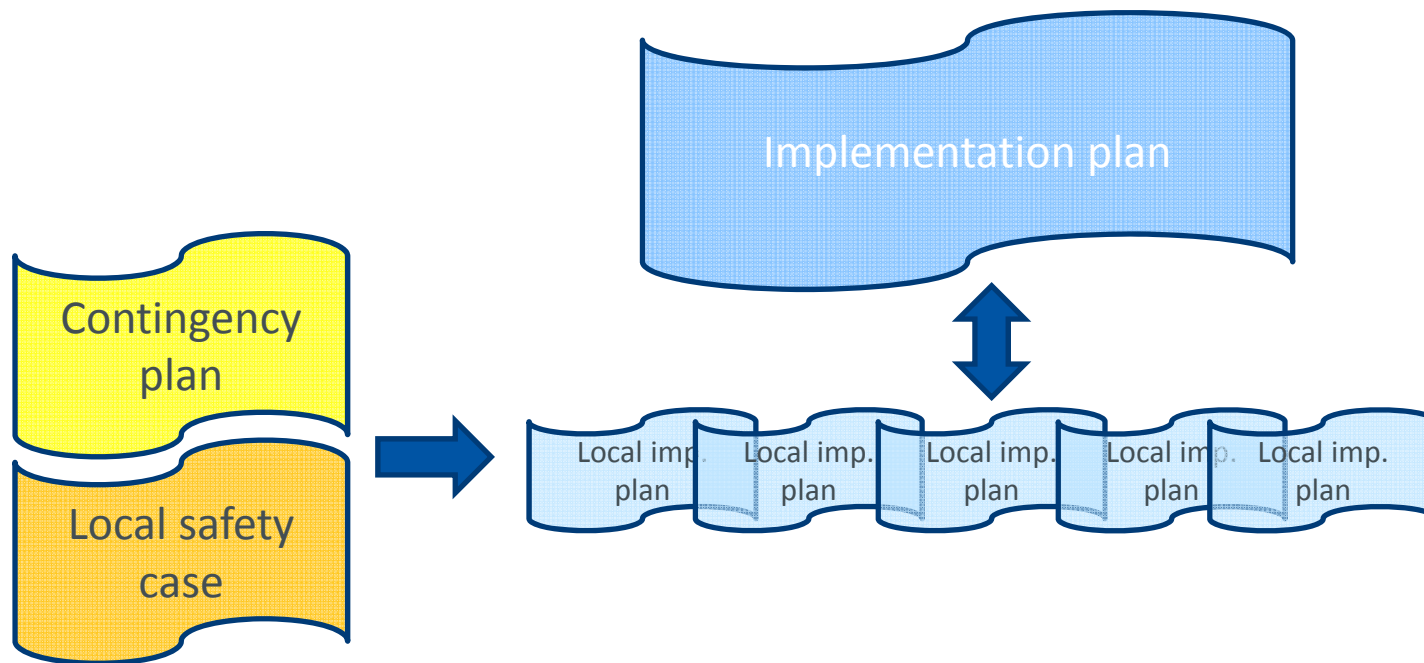 Implementation plan
Contingency
plan
Local safety
case
Local imp.
plan
Local imp.
plan
Local imp.
plan
Local imp.
plan
Local imp.
plan